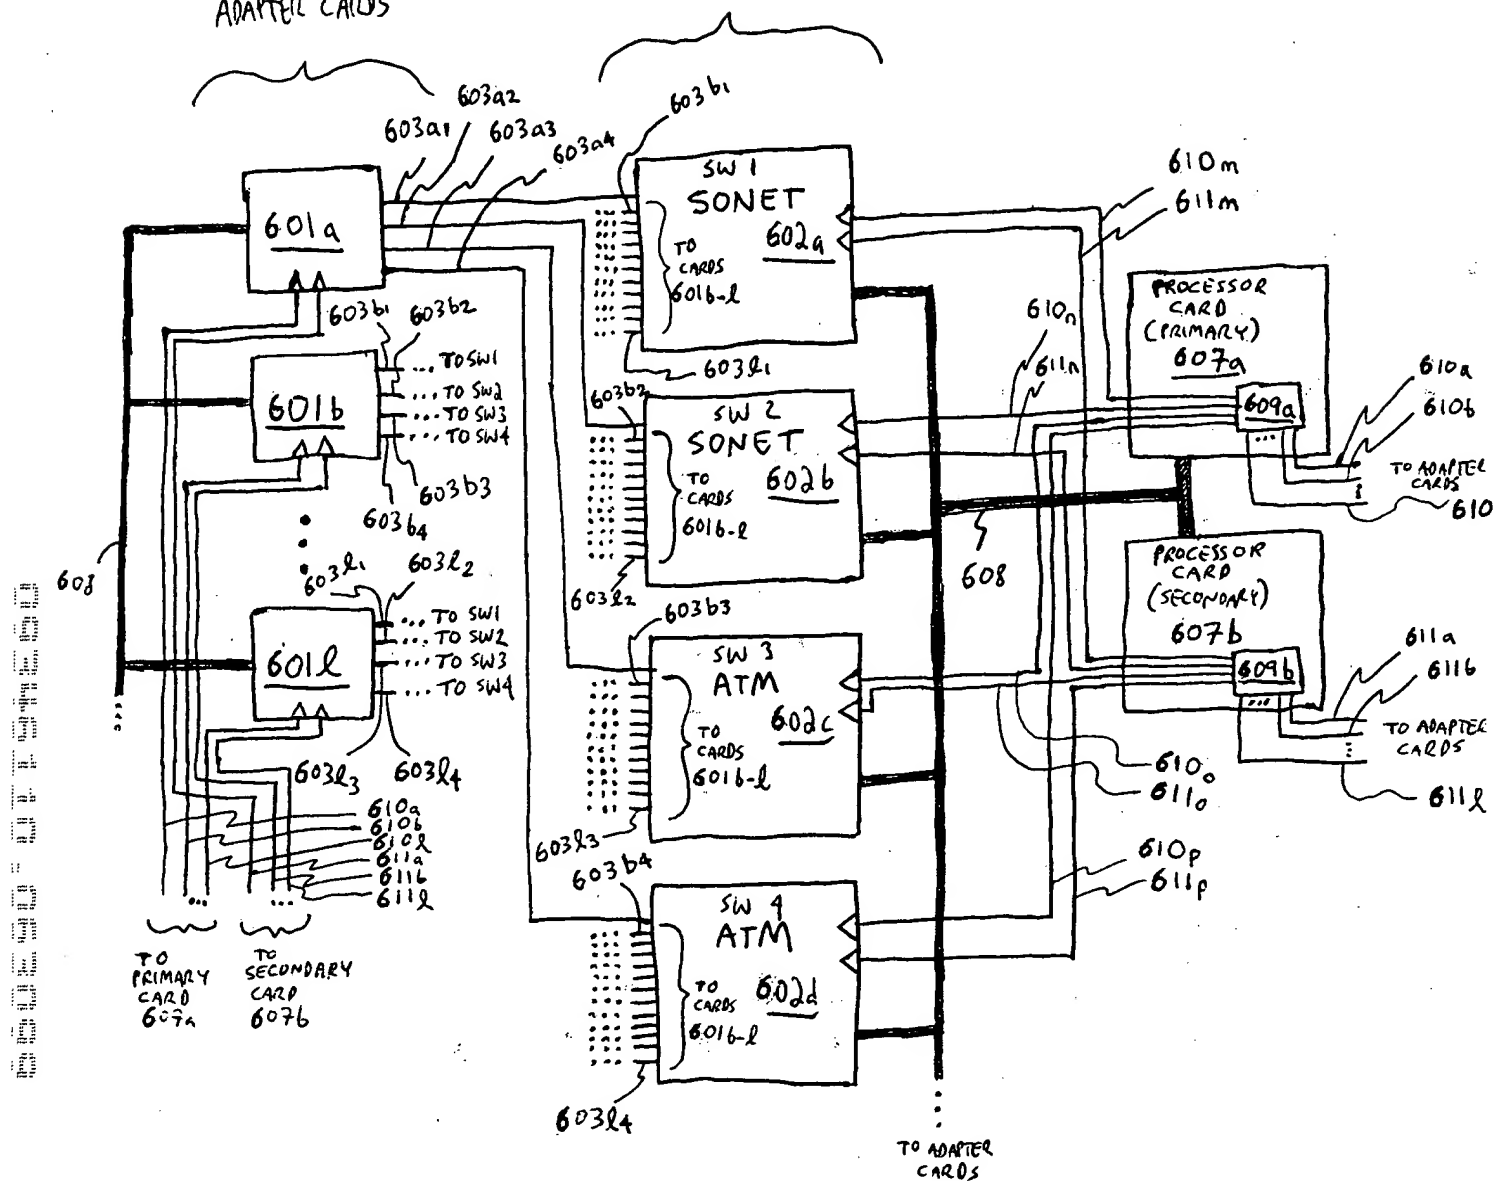 ADAPTER CARDS
603a1
603a2
603a3
603a4
603b1
601a
SW 1
SONET
602a
TO
CARDS
601b-l
603l1
610m
611m
PROCESSOR
CARD
(PRIMARY)
607a
609a
610a
610b
TO ADAPTER
CARDS
610
603b1
603b2
... TO SW1
... TO SW2
... TO SW3
... TO SW4
601b
603b3
603b4
603b2
SW 2
SONET
602b
TO
CARDS
601b-l
603l2
610n
611n
608
608
PROCESSOR
CARD
(SECONDARY)
607b
609b
611a
611b
TO ADAPTER
CARDS
611l
603l1
603l2
... TO SW1
... TO SW2
... TO SW3
... TO SW4
601l
603l3
603l4
603b3
SW 3
ATM
602c
TO
CARDS
601b-l
603l3
610o
611o
610a
610b
610l
611a
611b
611l
TO
PRIMARY
CARD
607a
TO
SECONDARY
CARD
607b
603b4
SW 4
ATM
602d
TO
CARDS
601b-l
603l4
610p
611p
TO ADAPTER
CARDS